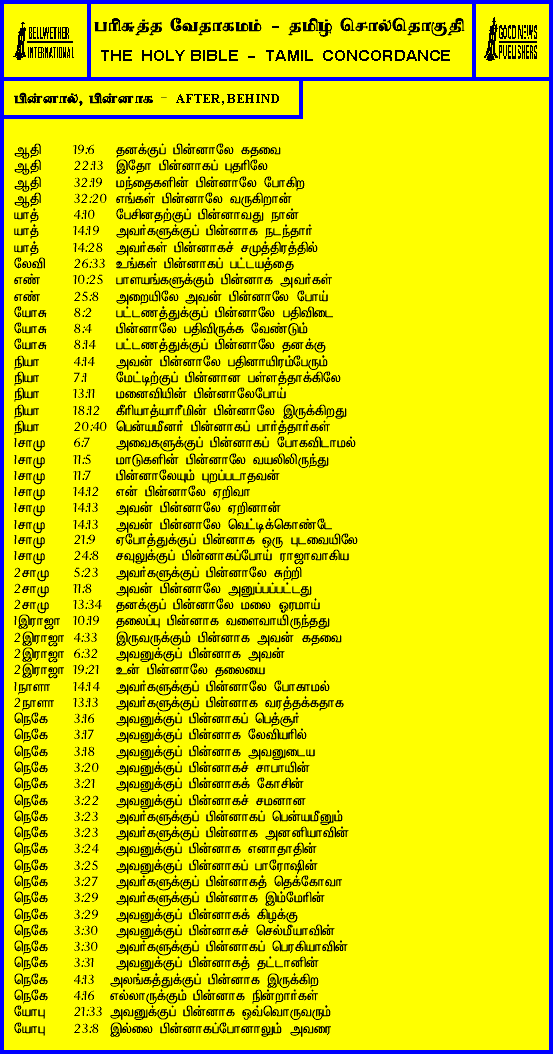 BELLWETHER
INTERNATIONAL
பரிசுத்த வேதாகமம் - தமிழ் சொல்தொகுதி
THE HOLY BIBLE - TAMIL CONCORDANCE
GOOD NEWS
PUBLISHERS
பின்னால், பின்னாக - AFTER, BEHIND
ஆதி 19:6 தனக்குப் பின்னாலே கதவை
ஆதி 22:13 இதோ பின்னாகப் புதரிலே
ஆதி 32:19 மந்தைகளின் பின்னாலே போகிற
ஆதி 32:20 எங்கள் பின்னாலே வருகிறான்
யாத் 4:10 பேசினதற்குப் பின்னாவது நான்
யாத் 14:19 அவர்களுக்குப் பின்னாக நடந்தார்
யாத் 14:28 அவர்கள் பின்னாகச் சமுத்திரத்தில்
லேவி 26:33 உங்கள் பின்னாகப் பட்டயத்தை
எண் 10:25 பாளயங்களுக்கும் பின்னாக அவர்கள்
எண் 25:8 அறையிலே அவன் பின்னாலே போய்
யோசு 8:2 பட்டணத்துக்குப் பின்னாலே பதிவிடை
யோசு 8:4 பின்னாலே பதிவிருக்க வேண்டும்
யோசு 8:14 பட்டணத்துக்குப் பின்னாலே தனக்கு
நியா 4:14 அவன் பின்னாலே பதினாயிரம்பேரும்
நியா 7:1 மேட்டிற்குப் பின்னான பள்ளத்தாக்கிலே
நியா 13:11 மனைவியின் பின்னாலேபோய்
நியா 18:12 கீரியாத்யாரீமின் பின்னாலே இருக்கிறது
நியா 20:40 பென்யமீனர் பின்னாகப் பார்த்தார்கள்
1சாமு 6:7 அவைகளுக்குப் பின்னாகப் போகவிடாமல்
1சாமு 11:5 மாடுகளின் பின்னாலே வயலிலிருந்து
1சாமு 11:7 பின்னாலேயும் புறப்படாதவன்
1சாமு 14:12 என் பின்னாலே ஏறிவா
1சாமு 14:13 அவன் பின்னாலே ஏறினான்
1சாமு 14:13 அவன் பின்னாலே வெட்டிக்கொண்டே
1சாமு 21:9 ஏபோத்துக்குப் பின்னாக ஒரு புடவையிலே
1சாமு 24:8 சவுலுக்குப் பின்னாகப்போய் ராஜாவாகிய
2சாமு 5:23 அவர்களுக்குப் பின்னாலே சுற்றி
2சாமு 11:8 அவன் பின்னாலே அனுப்பப்பட்டது
2சாமு 13:34 தனக்குப் பின்னாலே மலை ஓரமாய்
1இராஜா 10:19 தலைப்பு பின்னாக வளைவாயிருந்தது
2இராஜா 4:33 இருவருக்கும் பின்னாக அவன் கதவை
2இராஜா 6:32 அவனுக்குப் பின்னாக அவன்
2இராஜா 19:21 உன் பின்னாலே தலையை
1நாளா 14:14 அவர்களுக்குப் பின்னாலே போகாமல்
2நாளா 13:13 அவர்களுக்குப் பின்னாக வரத்தக்கதாக
நெகே 3:16 அவனுக்குப் பின்னாகப் பெத்சூர்
நெகே 3:17 அவனுக்குப் பின்னாக லேவியரில்
நெகே 3:18 அவனுக்குப் பின்னாக அவனுடைய
நெகே 3:20 அவனுக்குப் பின்னாகச் சாபாயின்
நெகே 3:21 அவனுக்குப் பின்னாகக் கோசின்
நெகே 3:22 அவனுக்குப் பின்னாகச் சமனான
நெகே 3:23 அவர்களுக்குப் பின்னாகப் பென்யமீனும்
நெகே 3:23 அவர்களுக்குப் பின்னாக அனனியாவின்
நெகே 3:24 அவனுக்குப் பின்னாக எனாதாதின்
நெகே 3:25 அவனுக்குப் பின்னாகப் பாரோஷின்
நெகே 3:27 அவர்களுக்குப் பின்னாகத் தெக்கோவா
நெகே 3:29 அவர்களுக்குப் பின்னாக இம்மேரின்
நெகே 3:29 அவனுக்குப் பின்னாகக் கிழக்கு
நெகே 3:30 அவனுக்குப் பின்னாகச் செல்மீயாவின்
நெகே 3:30 அவர்களுக்குப் பின்னாகப் பெரகியாவின்
நெகே 3:31 அவனுக்குப் பின்னாகத் தட்டானின்
நெகே 4:13 அலங்கத்துக்குப் பின்னாக இருக்கிற
நெகே 4:16 எல்லாருக்கும் பின்னாக நின்றார்கள்
யோபு 21:33 அவனுக்குப் பின்னாக ஒவ்வொருவரும்
யோபு 23:8 இல்லை பின்னாகப்போனாலும் அவரை